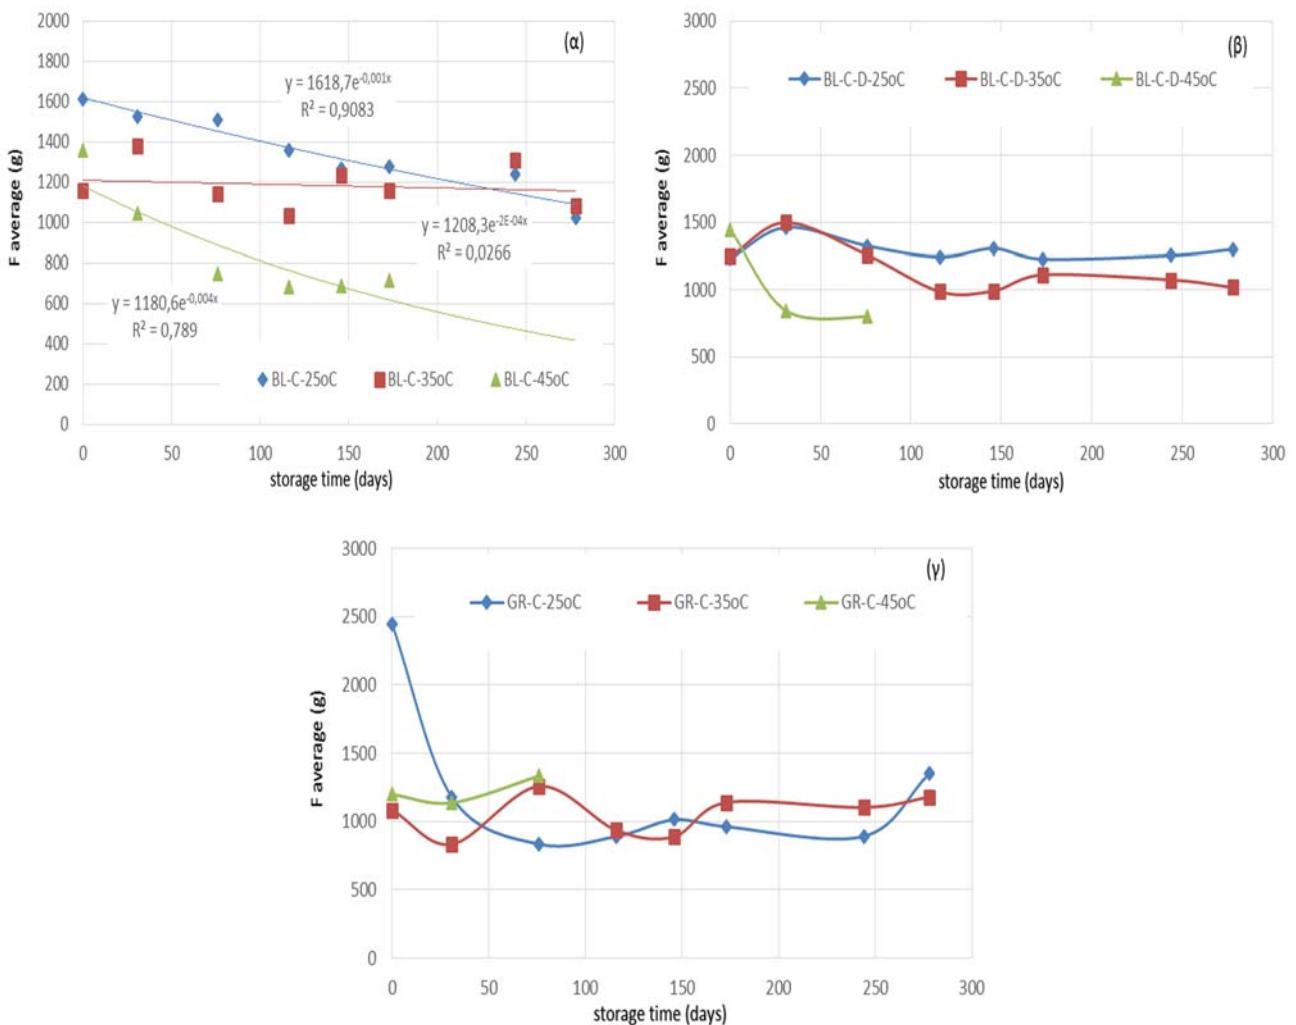 (α)
F average (g)
2000
1800
1600
1400
1200
1000
800
600
400
200
0
y = 1618,7e^-0,001x
R² = 0,9083
y = 1208,3e^-2E-04x
R² = 0,0266
y = 1180,6e^-0,004x
R² = 0,789
BL-C-25oC BL-C-35oC BL-C-45oC
0 50 100 150 200 250 300
storage time (days)
(β)
F average (g)
3000
2500
2000
1500
1000
500
0
BL-C-D-25oC BL-C-D-35oC BL-C-D-45oC
0 50 100 150 200 250 300
storage time (days)
(γ)
F average (g)
3000
2500
2000
1500
1000
500
0
GR-C-25oC GR-C-35oC GR-C-45oC
0 50 100 150 200 250 300
storage time (days)